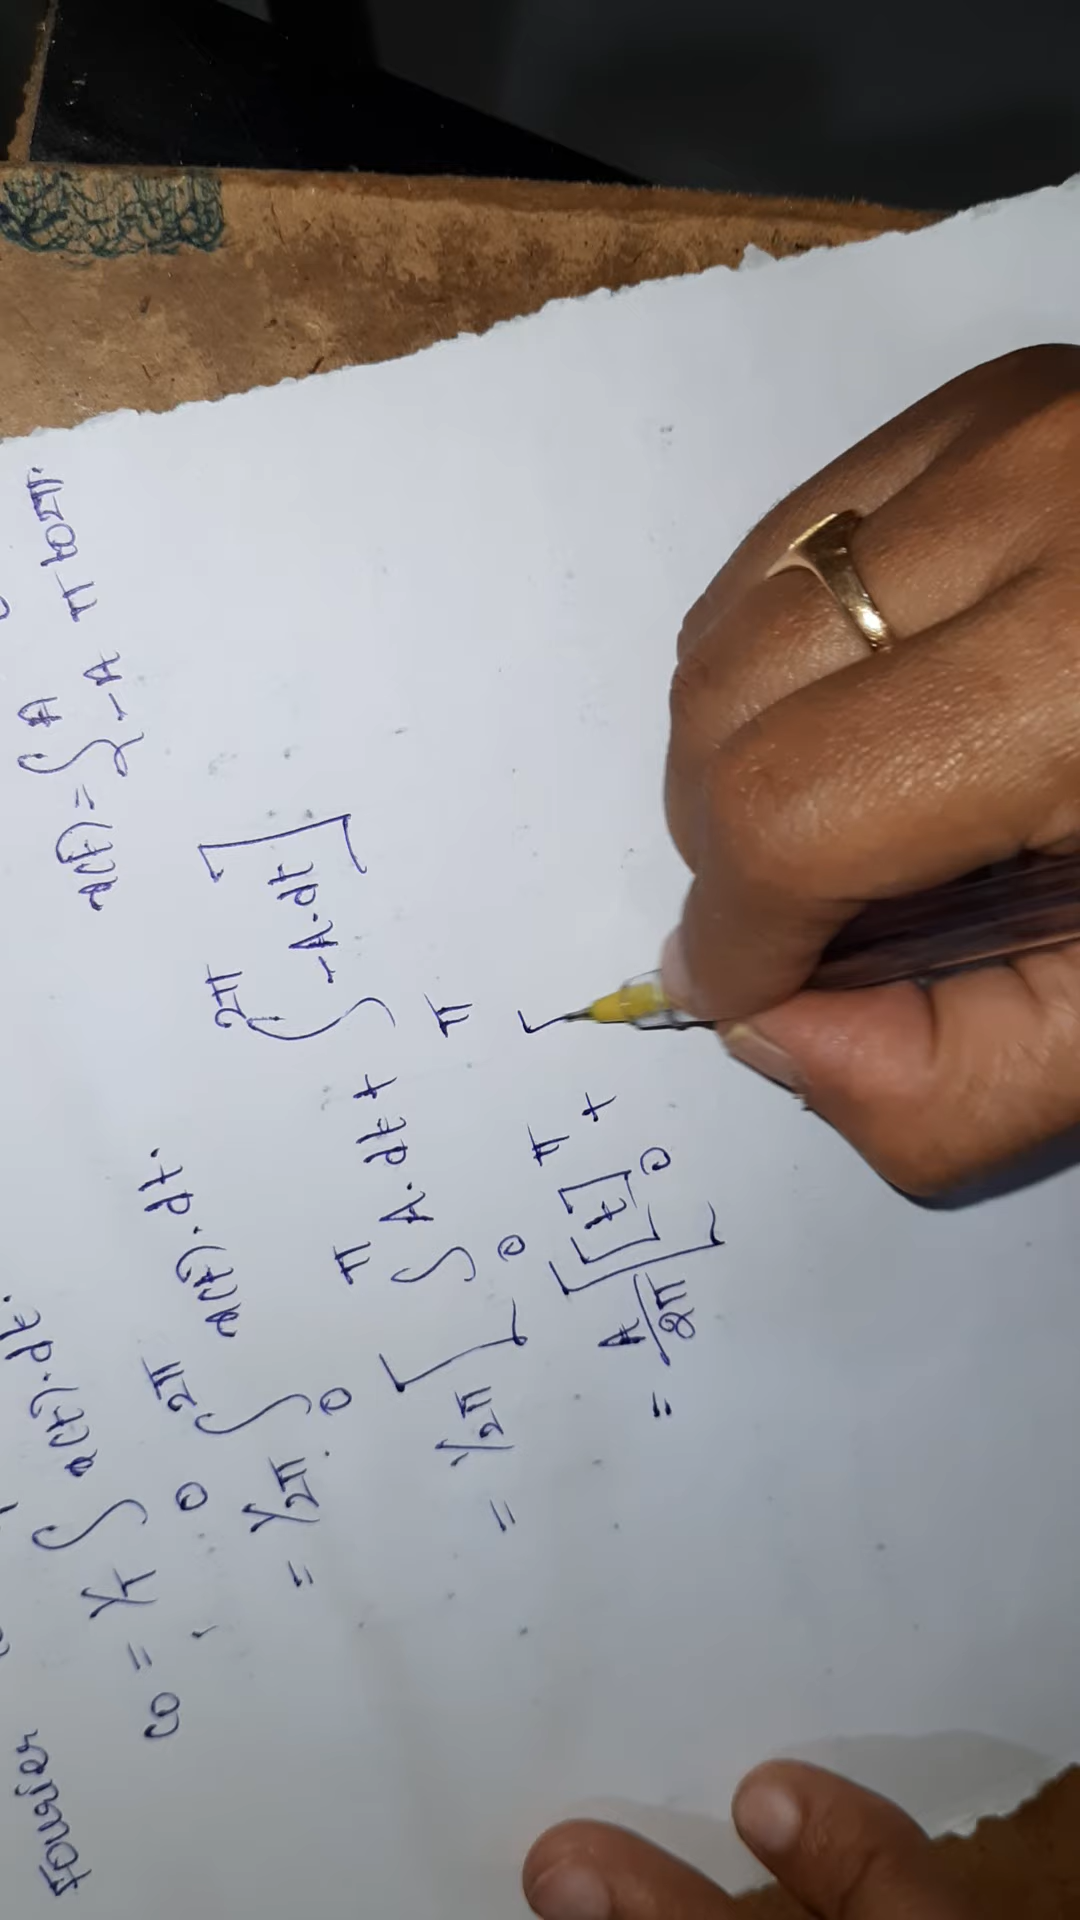 Fourier
x(t) = { A
-A π to 2π.
c0 = 1/T ∫ x(t).dt.
0
= 1/2π . ∫ 0 2π x(t).dt.
= 1/2π [ ∫ 0 π A.dt + ∫ π 2π -A.dt ]
= A/2π [ [t] 0 π + [